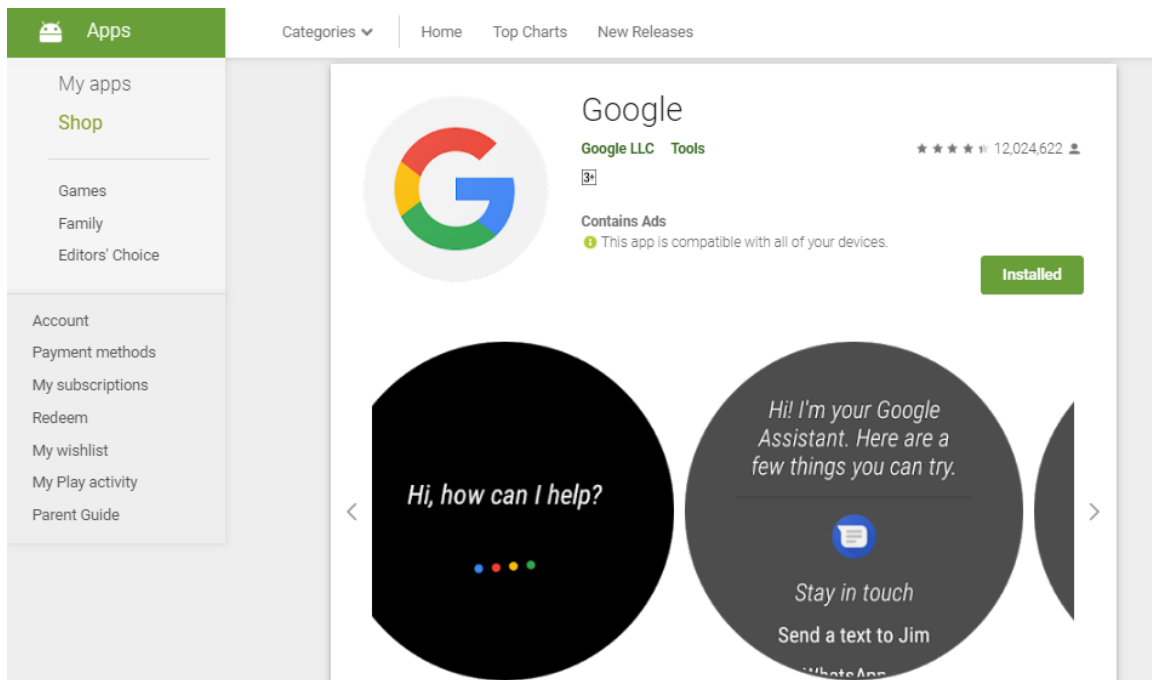 Apps
Categories Home Top Charts New Releases
My apps
Shop
Games
Family
Editors' Choice
Account
Payment methods
My subscriptions
Redeem
My wishlist
My Play activity
Parent Guide
Google
Google LLC Tools
12,024,622
3+
Contains Ads
This app is compatible with all of your devices.
Installed
Hi, how can I help?
Hi! I'm your Google
Assistant. Here are a
few things you can try.
Stay in touch
Send a text to Jim
WhatsApp